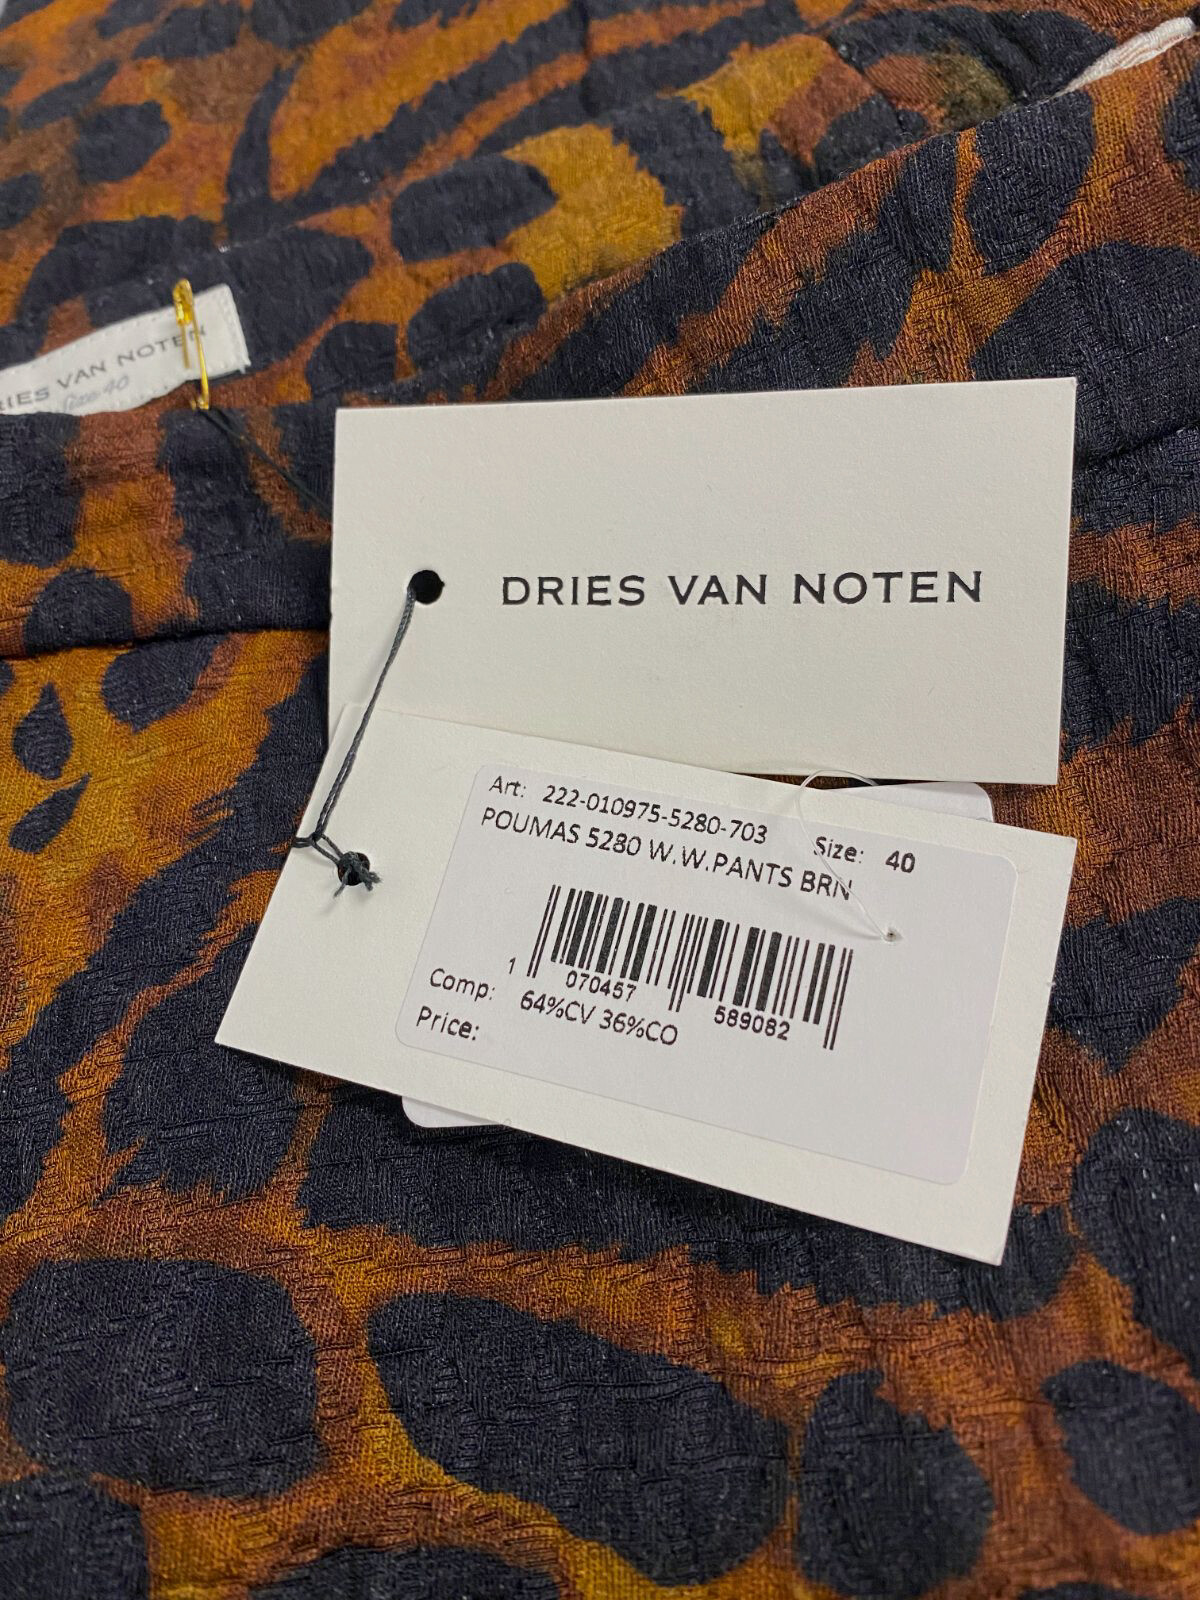 RIES VAN NOTEN
Size 40
DRIES VAN NOTEN
Art: 222-010975-5280-703 Size: 40
POUMAS 5280 W.W.PANTS BRN
1 070457 589082
Comp: 64%CV 36%CO
Price: